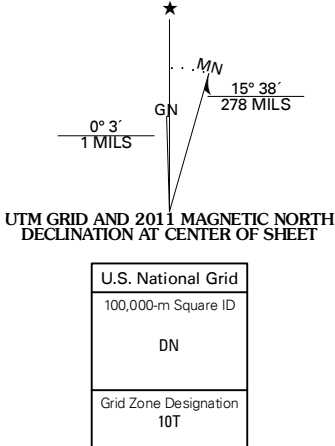 ★
MN
GN
15° 38´
278 MILS
0° 3´
1 MILS
UTM GRID AND 2011 MAGNETIC NORTH
DECLINATION AT CENTER OF SHEET
U.S. National Grid
100,000-m Square ID
DN
Grid Zone Designation
10T